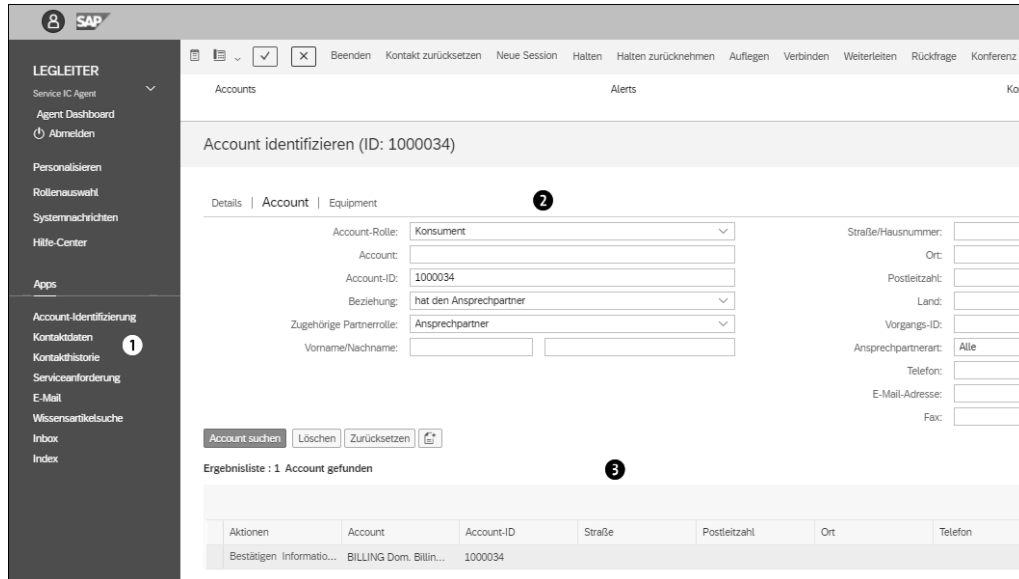 SAP
LEGLEITER
Service IC Agent
Agent Dashboard
Abmelden
Personalisieren
Rollenauswahl
Systemnachrichten
Hilfe-Center
Apps
Account-Identifizierung
Kontaktdaten
1
Kontakthistorie
Serviceanforderung
E-Mail
Wissensartikelsuche
Inbox
Index
Beenden Kontakt zurücksetzen Neue Session Halten Halten zurücknehmen Auflegen Verbinden Weiterleiten Rückfrage Konferenz
Accounts Alerts Ko
Account identifizieren (ID: 1000034)
Details | Account | Equipment 2
Account-Rolle: Konsument Straße/Hausnummer:
Account: Ort:
Account-ID: 1000034 Postleitzahl:
Beziehung: hat den Ansprechpartner Land:
Zugehörige Partnerrolle: Ansprechpartner Vorgangs-ID:
Vorname/Nachname: Ansprechpartnerart: Alle
Telefon:
E-Mail-Adresse:
Fax:
Account suchen Löschen Zurücksetzen
Ergebnisliste : 1 Account gefunden 3
Aktionen Account Account-ID Straße Postleitzahl Ort Telefon
Bestätigen Informatio... BILLING Dom. Billin... 1000034